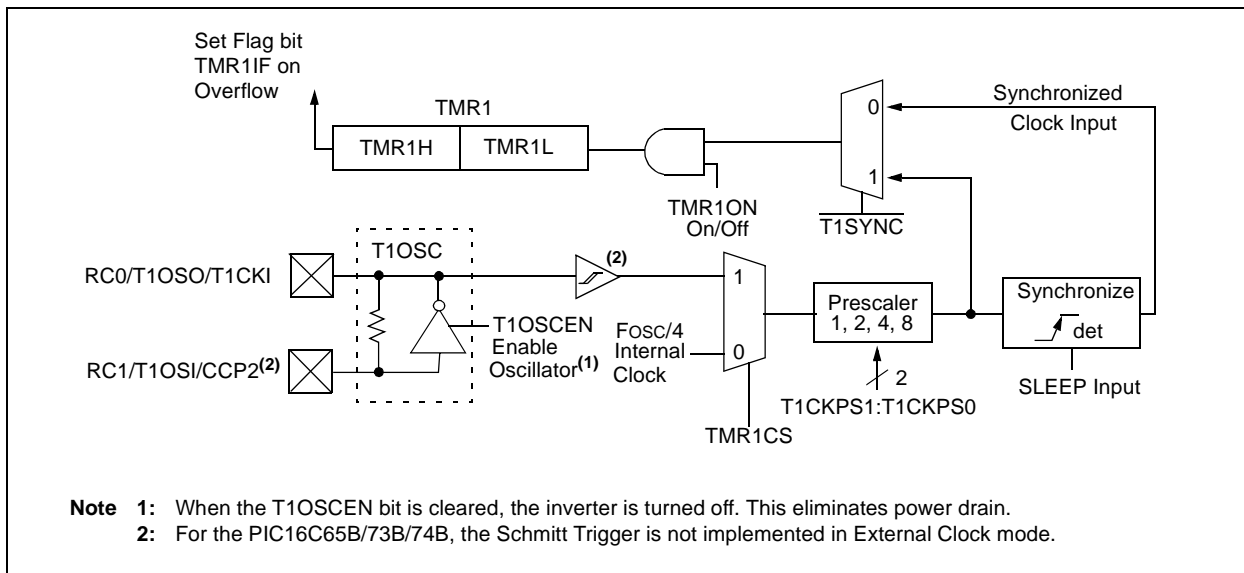 Set Flag bit
TMR1IF on
Overflow
TMR1
TMR1H
TMR1L
0
1
Synchronized
Clock Input
TMR1ON
On/Off
T1SYNC
T1OSC
RC0/T1OSO/T1CKI
(2)
1
0
Prescaler
1, 2, 4, 8
Synchronize
det
T1OSCEN
Enable
Oscillator(1)
FOSC/4
Internal
Clock
RC1/T1OSI/CCP2(2)
2
T1CKPS1:T1CKPS0
SLEEP Input
TMR1CS
Note 1: When the T1OSCEN bit is cleared, the inverter is turned off. This eliminates power drain.
2: For the PIC16C65B/73B/74B, the Schmitt Trigger is not implemented in External Clock mode.